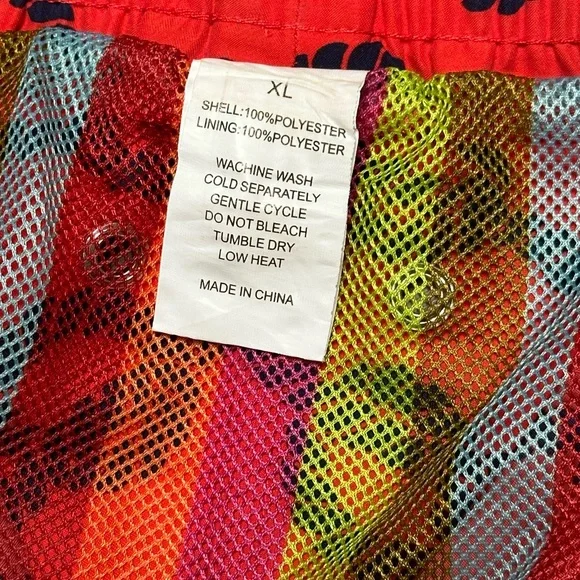 XL
SHELL:100%POLYESTER
LINING:100%POLYESTER
WACHINE WASH
COLD SEPARATELY
GENTLE CYCLE
DO NOT BLEACH
TUMBLE DRY
LOW HEAT
MADE IN CHINA